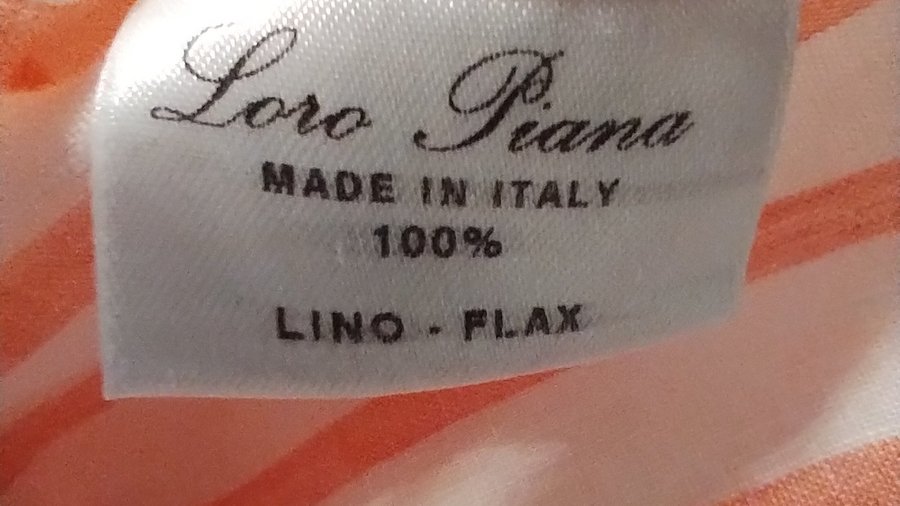 Loro Piana
MADE IN ITALY
100%
LINO - FLAX